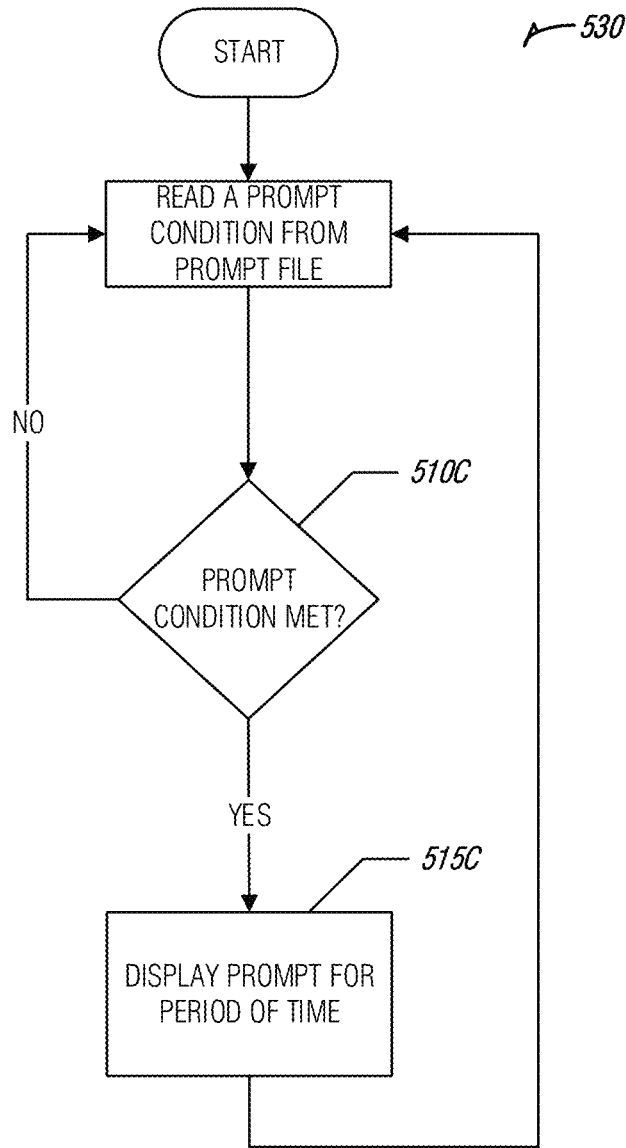 530
START
READ A PROMPT
CONDITION FROM
PROMPT FILE
NO
510C
PROMPT
CONDITION MET?
YES
515C
DISPLAY PROMPT FOR
PERIOD OF TIME